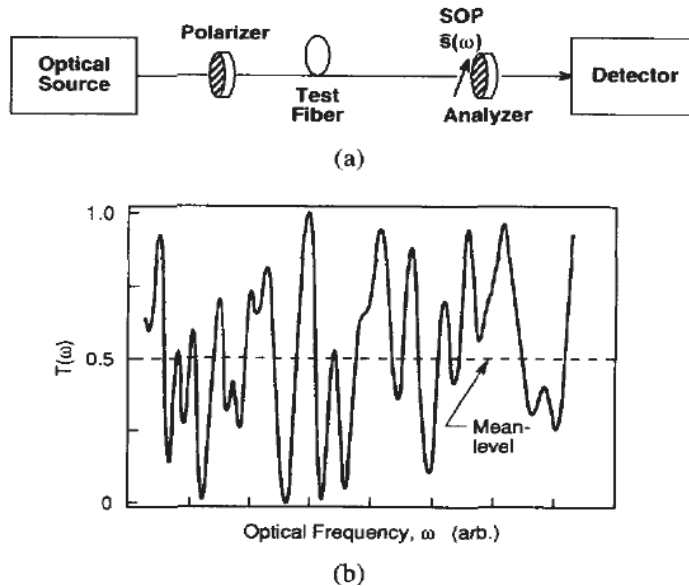 SOP
ŝ(ω)
Polarizer
Optical
Source
Test
Fiber
Analyzer
Detector
(a)
1.0
0.5
0
T(ω)
Mean-
level
Optical Frequency, ω (arb.)
(b)